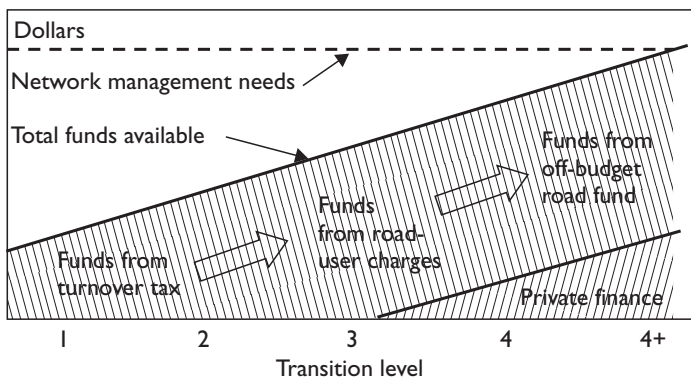 Dollars
Network management needs
Total funds available
Funds from
off-budget
road fund
Funds
from road-
user charges
Funds from
turnover tax
Private finance
1 2 3 4 4+
Transition level